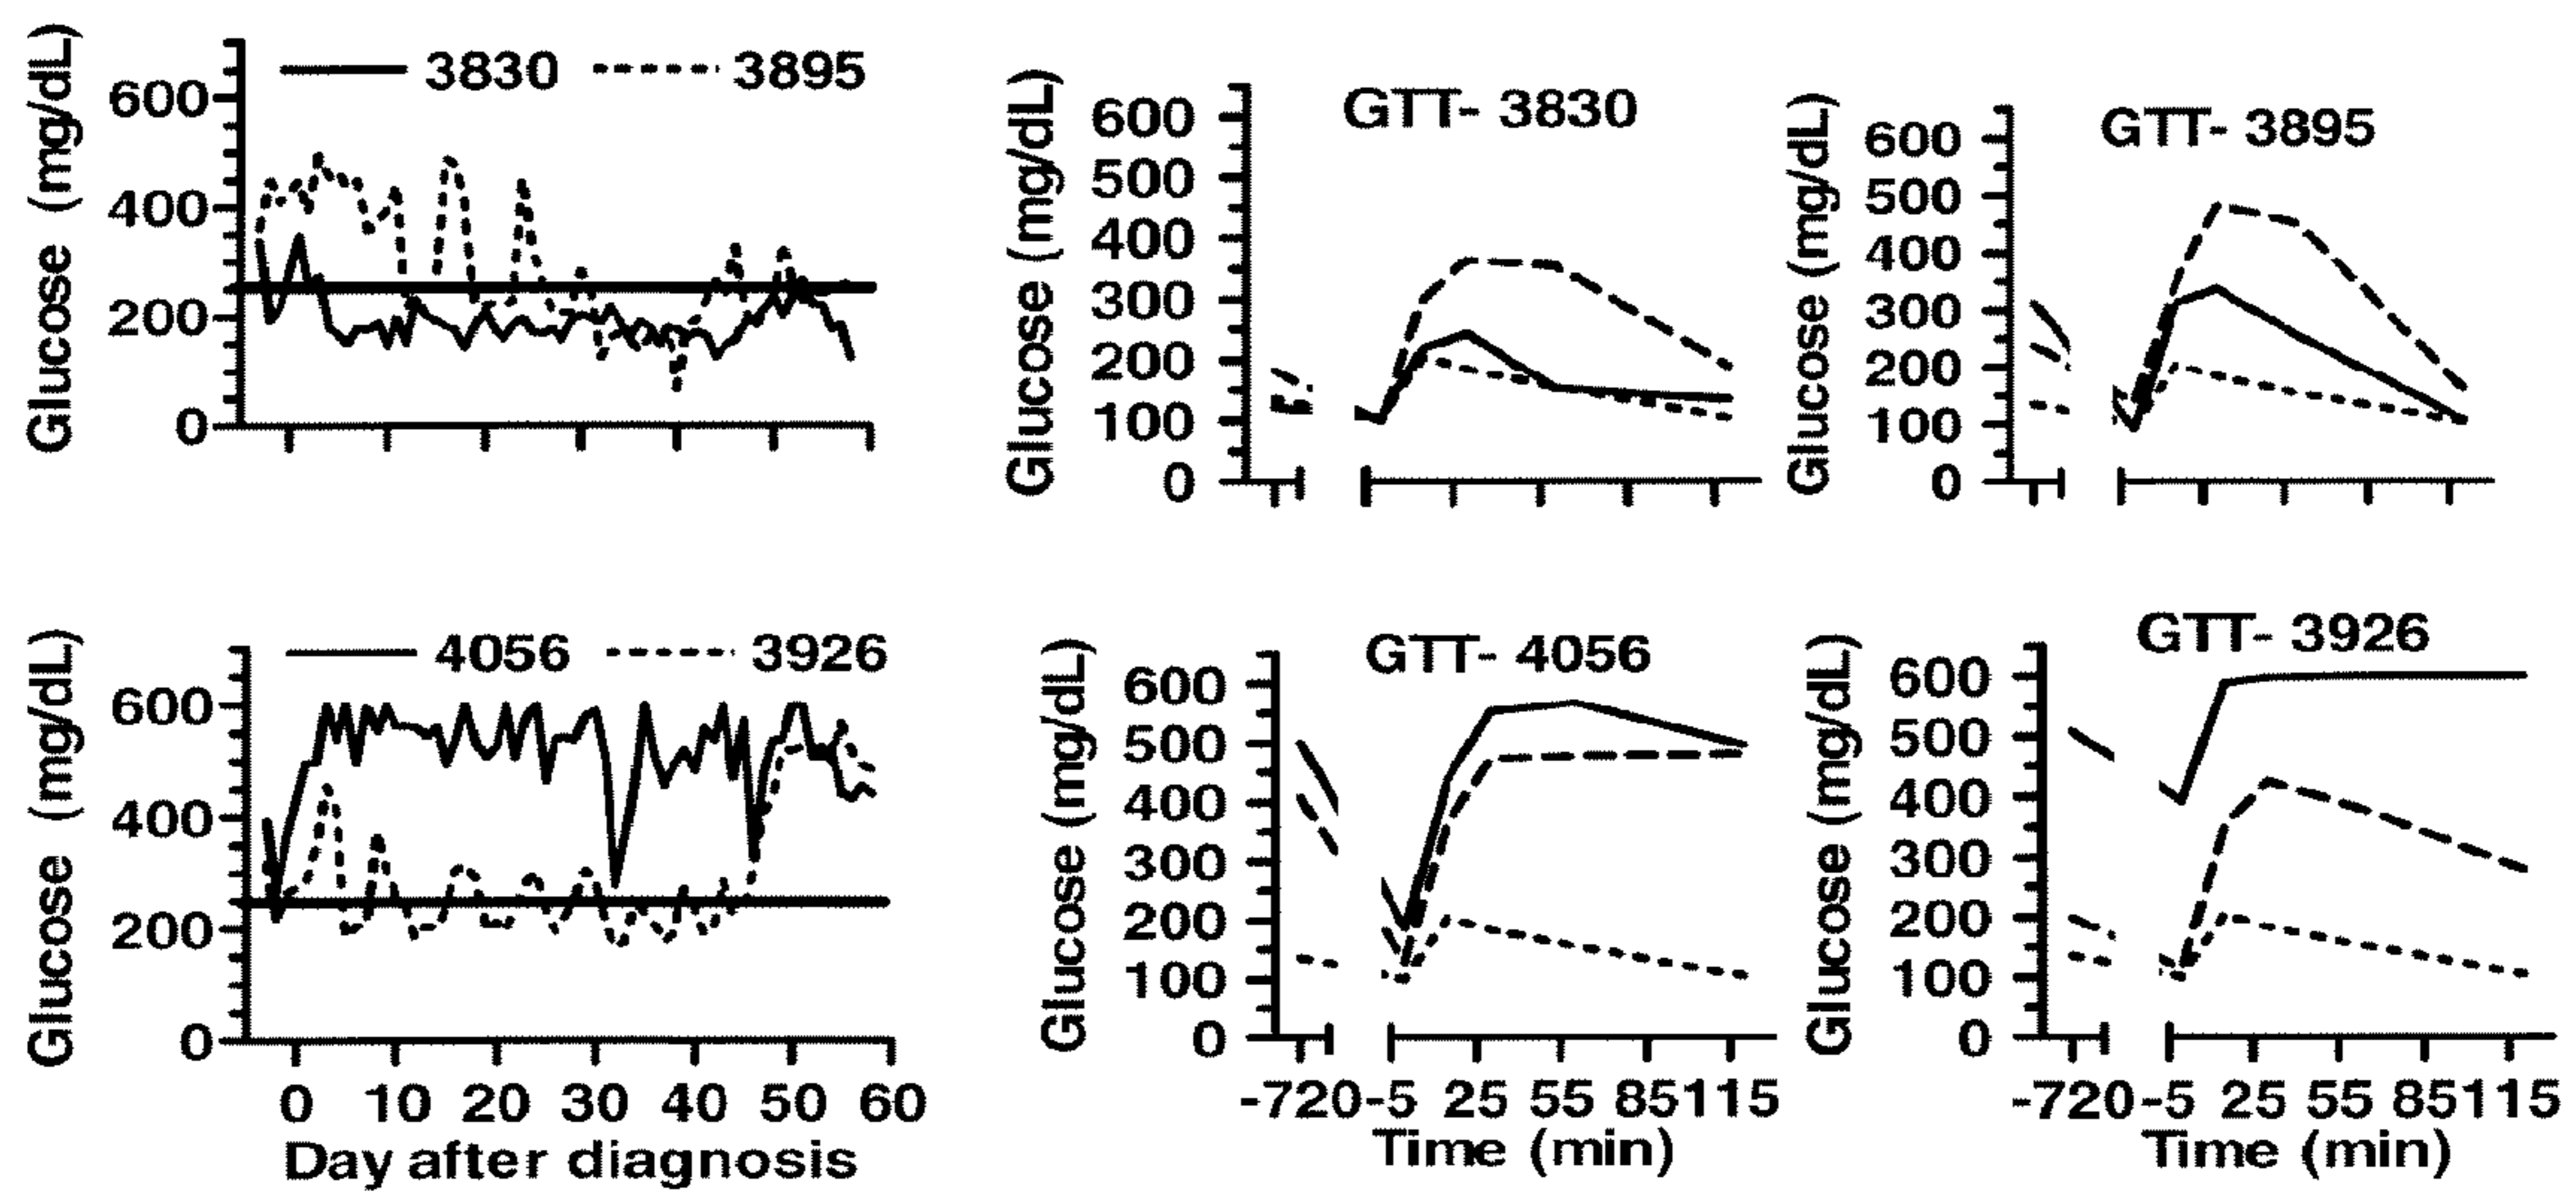 Glucose (mg/dL)
3830 3895
600
400
200
0
Glucose (mg/dL)
GTT- 3830
600
500
400
300
200
100
0
Glucose (mg/dL)
GTT- 3895
600
500
400
300
200
100
0
Glucose (mg/dL)
4056 3926
600
400
200
0
0 10 20 30 40 50 60
Day after diagnosis
Glucose (mg/dL)
GTT- 4056
600
500
400
300
200
100
0
-720 -5 25 55 85 115
Time (min)
Glucose (mg/dL)
GTT- 3926
600
500
400
300
200
100
0
-720 -5 25 55 85 115
Time (min)